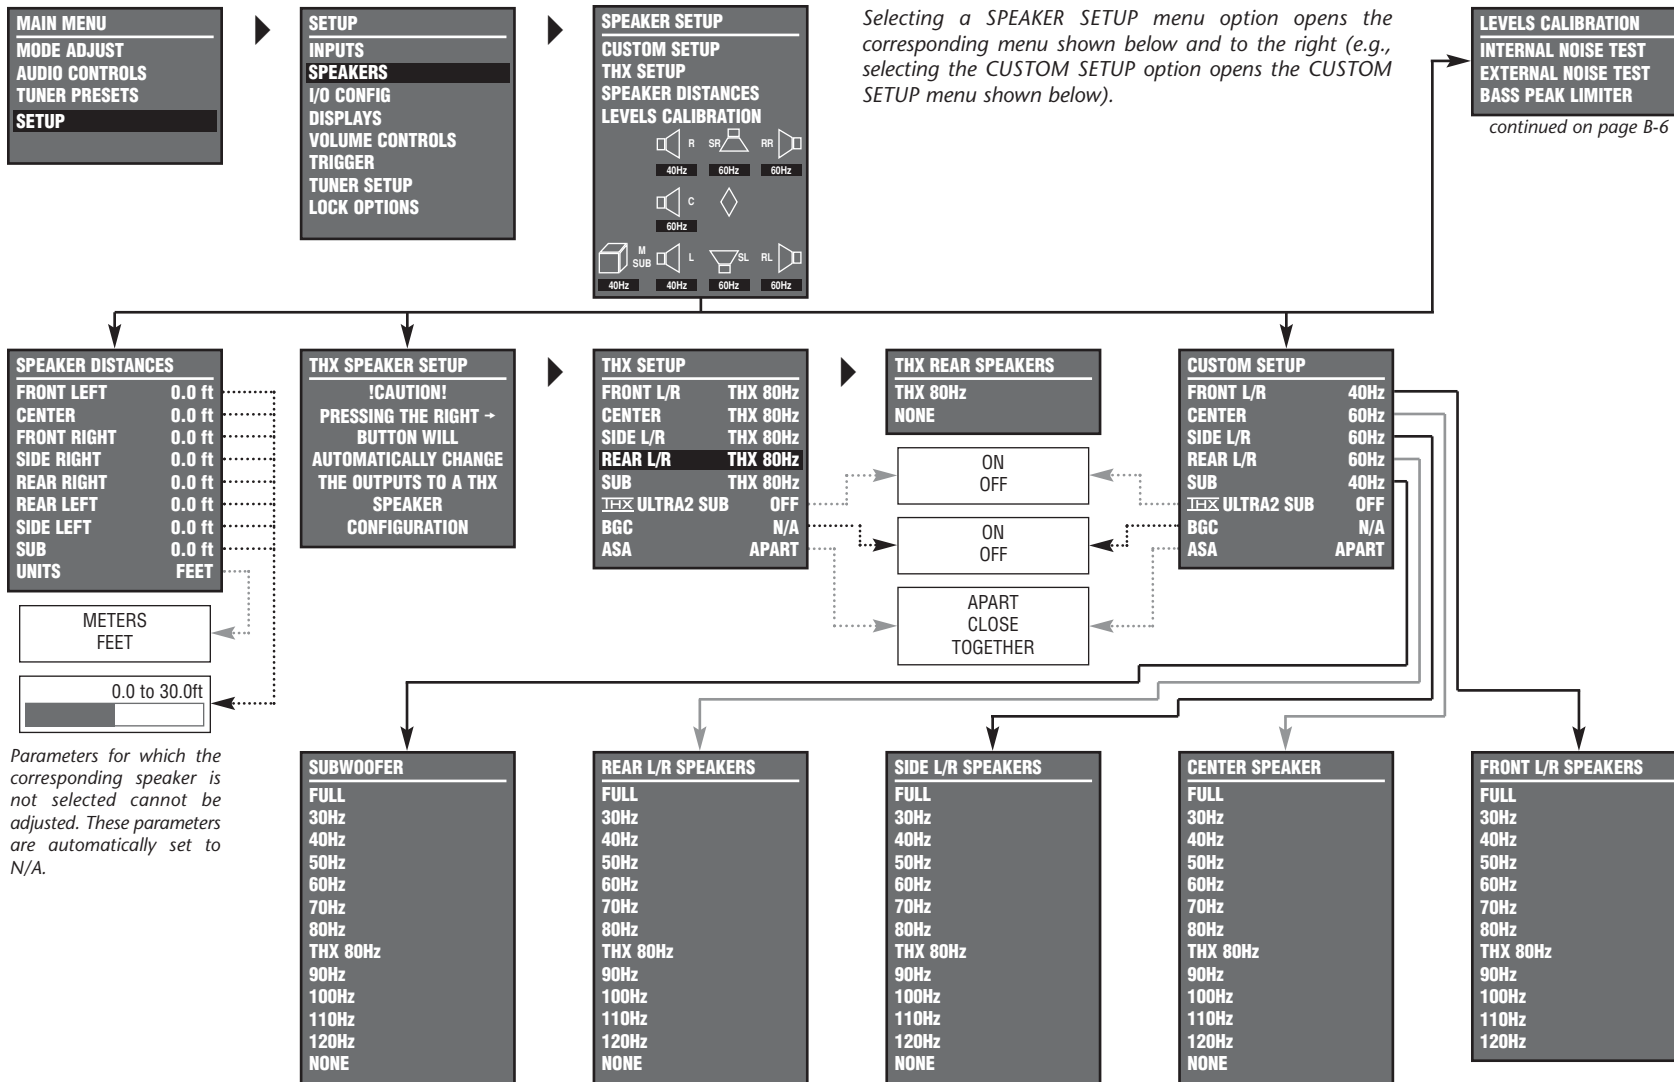 MAIN MENU
MODE ADJUST
AUDIO CONTROLS
TUNER PRESETS
SETUP
SETUP
INPUTS
SPEAKERS
I/O CONFIG
DISPLAYS
VOLUME CONTROLS
TRIGGER
TUNER SETUP
LOCK OPTIONS
SPEAKER SETUP
CUSTOM SETUP
THX SETUP
SPEAKER DISTANCES
LEVELS CALIBRATION
R SR RR
40Hz 60Hz 60Hz
C
60Hz
M
SUB L SL RL
40Hz 40Hz 60Hz 60Hz
Selecting a SPEAKER SETUP menu option opens the
corresponding menu shown below and to the right (e.g.,
selecting the CUSTOM SETUP option opens the CUSTOM
SETUP menu shown below).
LEVELS CALIBRATION
INTERNAL NOISE TEST
EXTERNAL NOISE TEST
BASS PEAK LIMITER
continued on page B-6
SPEAKER DISTANCES
FRONT LEFT 0.0 ft
CENTER 0.0 ft
FRONT RIGHT 0.0 ft
SIDE RIGHT 0.0 ft
REAR RIGHT 0.0 ft
REAR LEFT 0.0 ft
SIDE LEFT 0.0 ft
SUB 0.0 ft
UNITS FEET
METERS
FEET
0.0 to 30.0ft
Parameters for which the
corresponding speaker is
not selected cannot be
adjusted. These parameters
are automatically set to
N/A.
THX SPEAKER SETUP
!CAUTION!
PRESSING THE RIGHT →
BUTTON WILL
AUTOMATICALLY CHANGE
THE OUTPUTS TO A THX
SPEAKER
CONFIGURATION
THX SETUP
FRONT L/R THX 80Hz
CENTER THX 80Hz
SIDE L/R THX 80Hz
REAR L/R THX 80Hz
SUB THX 80Hz
THX ULTRA2 SUB OFF
BGC N/A
ASA APART
THX REAR SPEAKERS
THX 80Hz
NONE
ON
OFF
ON
OFF
APART
CLOSE
TOGETHER
CUSTOM SETUP
FRONT L/R 40Hz
CENTER 60Hz
SIDE L/R 60Hz
REAR L/R 60Hz
SUB 40Hz
THX ULTRA2 SUB OFF
BGC N/A
ASA APART
SUBWOOFER
FULL
30Hz
40Hz
50Hz
60Hz
70Hz
80Hz
THX 80Hz
90Hz
100Hz
110Hz
120Hz
NONE
REAR L/R SPEAKERS
FULL
30Hz
40Hz
50Hz
60Hz
70Hz
80Hz
THX 80Hz
90Hz
100Hz
110Hz
120Hz
NONE
SIDE L/R SPEAKERS
FULL
30Hz
40Hz
50Hz
60Hz
70Hz
80Hz
THX 80Hz
90Hz
100Hz
110Hz
120Hz
NONE
CENTER SPEAKER
FULL
30Hz
40Hz
50Hz
60Hz
70Hz
80Hz
THX 80Hz
90Hz
100Hz
110Hz
120Hz
NONE
FRONT L/R SPEAKERS
FULL
30Hz
40Hz
50Hz
60Hz
70Hz
80Hz
THX 80Hz
90Hz
100Hz
110Hz
120Hz